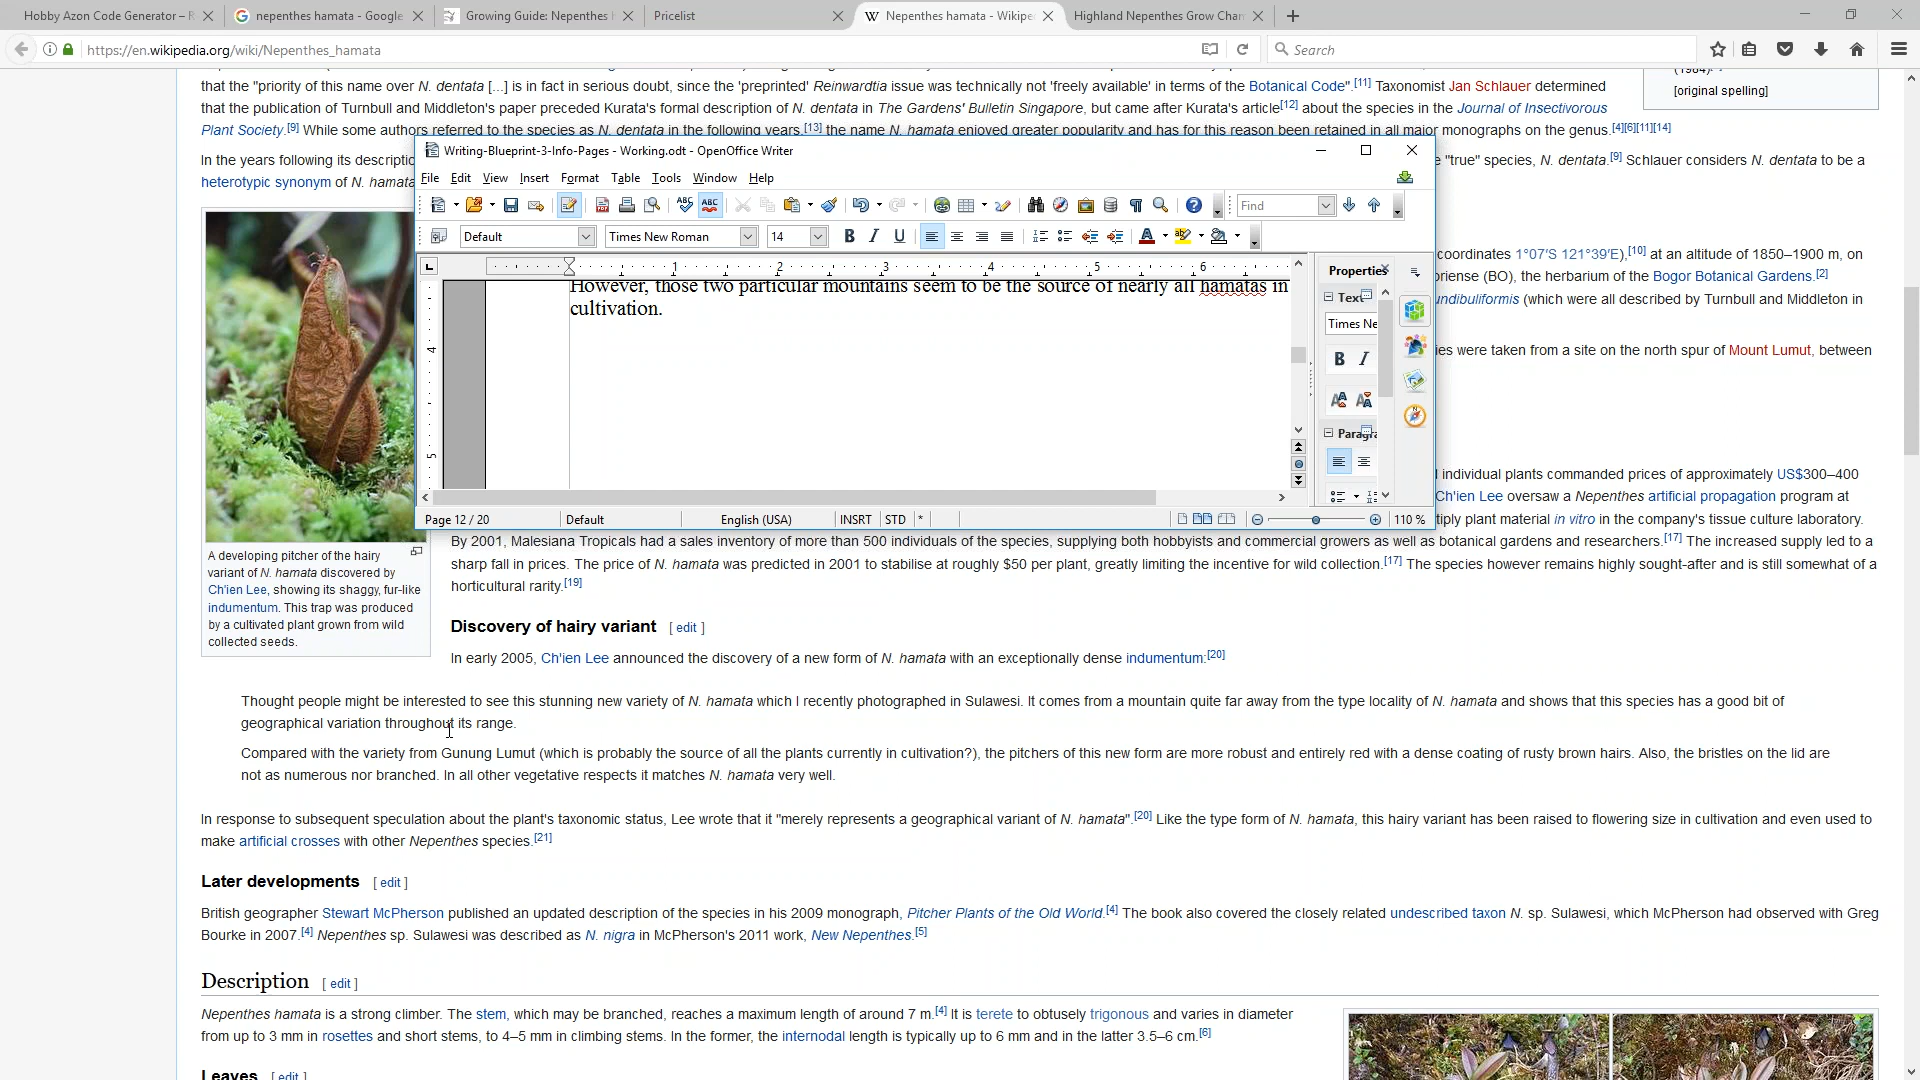 Hobby Azon Code Generator – R
nepenthes hamata - Google
Growing Guide: Nepenthes
Pricelist
Nepenthes hamata - Wikipe
Highland Nepenthes Grow Char
https://en.wikipedia.org/wiki/Nepenthes_hamata
Search
that the "priority of this name over N. dentata [...] is in fact in serious doubt, since the 'preprinted' Reinwardtia issue was technically not 'freely available' in terms of the Botanical Code".[11] Taxonomist Jan Schlauer determined
that the publication of Turnbull and Middleton's paper preceded Kurata's formal description of N. dentata in The Gardens' Bulletin Singapore, but came after Kurata's article[12] about the species in the Journal of Insectivorous
Plant Society.[9] While some authors referred to the species as N. dentata in the following years,[13] the name N. hamata enjoyed greater popularity and has for this reason been retained in all major monographs on the genus.[4][6][11][14]
(1984)
[original spelling]
In the years following its descriptio
e "true" species, N. dentata.[9] Schlauer considers N. dentata to be a
heterotypic synonym of N. hamata
Writing-Blueprint-3-Info-Pages - Working.odt - OpenOffice Writer
File Edit View Insert Format Table Tools Window Help
Find
Default
Times New Roman
14
However, those two particular mountains seem to be the source of nearly all hamatas in
cultivation.
Properties
Text
Times Ne
Paragra
Page 12 / 20
Default
English (USA)
INSRT
STD
*
110 %
coordinates 1°07′S 121°39′E),[10] at an altitude of 1850–1900 m, on
oriense (BO), the herbarium of the Bogor Botanical Gardens.[2]
undibuliformis (which were all described by Turnbull and Middleton in
ies were taken from a site on the north spur of Mount Lumut, between
l individual plants commanded prices of approximately US$300–400
Ch'ien Lee oversaw a Nepenthes artificial propagation program at
tiply plant material in vitro in the company's tissue culture laboratory.
By 2001, Malesiana Tropicals had a sales inventory of more than 500 individuals of the species, supplying both hobbyists and commercial growers as well as botanical gardens and researchers.[17] The increased supply led to a
sharp fall in prices. The price of N. hamata was predicted in 2001 to stabilise at roughly $50 per plant, greatly limiting the incentive for wild collection.[17] The species however remains highly sought-after and is still somewhat of a
horticultural rarity.[19]
A developing pitcher of the hairy
variant of N. hamata discovered by
Ch'ien Lee, showing its shaggy, fur-like
indumentum. This trap was produced
by a cultivated plant grown from wild
collected seeds.
Discovery of hairy variant [ edit ]
In early 2005, Ch'ien Lee announced the discovery of a new form of N. hamata with an exceptionally dense indumentum:[20]
Thought people might be interested to see this stunning new variety of N. hamata which I recently photographed in Sulawesi. It comes from a mountain quite far away from the type locality of N. hamata and shows that this species has a good bit of
geographical variation throughout its range.
Compared with the variety from Gunung Lumut (which is probably the source of all the plants currently in cultivation?), the pitchers of this new form are more robust and entirely red with a dense coating of rusty brown hairs. Also, the bristles on the lid are
not as numerous nor branched. In all other vegetative respects it matches N. hamata very well.
In response to subsequent speculation about the plant's taxonomic status, Lee wrote that it "merely represents a geographical variant of N. hamata".[20] Like the type form of N. hamata, this hairy variant has been raised to flowering size in cultivation and even used to
make artificial crosses with other Nepenthes species.[21]
Later developments [ edit ]
British geographer Stewart McPherson published an updated description of the species in his 2009 monograph, Pitcher Plants of the Old World.[4] The book also covered the closely related undescribed taxon N. sp. Sulawesi, which McPherson had observed with Greg
Bourke in 2007.[4] Nepenthes sp. Sulawesi was described as N. nigra in McPherson's 2011 work, New Nepenthes.[5]
Description [ edit ]
Nepenthes hamata is a strong climber. The stem, which may be branched, reaches a maximum length of around 7 m.[4] It is terete to obtusely trigonous and varies in diameter
from up to 3 mm in rosettes and short stems, to 4–5 mm in climbing stems. In the former, the internodal length is typically up to 6 mm and in the latter 3.5–6 cm.[6]
Leaves [ edit ]